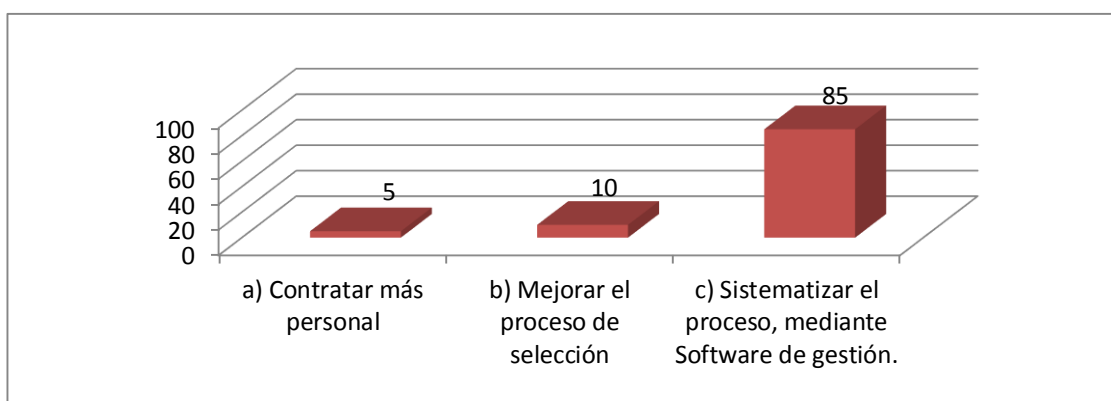 85
100
80
60
40
20
0
5
10
a) Contratar más
personal
b) Mejorar el
proceso de
selección
c) Sistematizar el
proceso, mediante
Software de gestión.